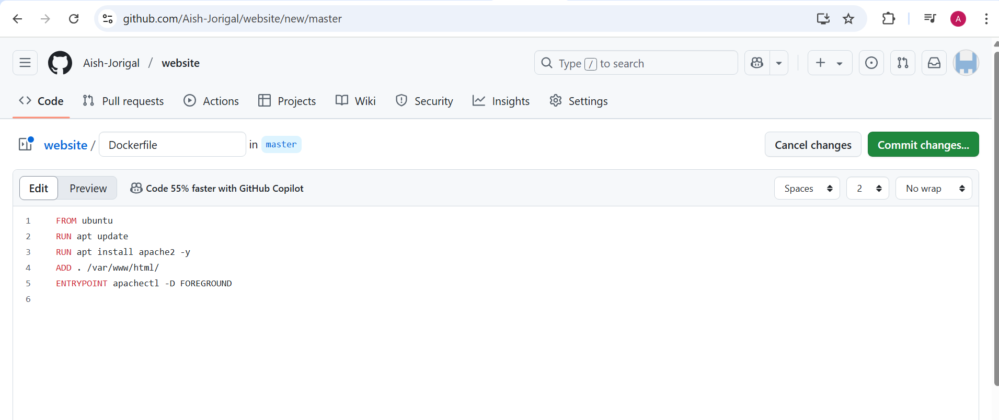 github.com/Aish-Jorigal/website/new/master
A
Aish-Jorigal / website
Type / to search
Code Pull requests Actions Projects Wiki Security Insights Settings
website / Dockerfile in master
Cancel changes Commit changes...
Edit Preview Code 55% faster with GitHub Copilot Spaces 2 No wrap
1 FROM ubuntu
2 RUN apt update
3 RUN apt install apache2 -y
4 ADD . /var/www/html/
5 ENTRYPOINT apachectl -D FOREGROUND
6